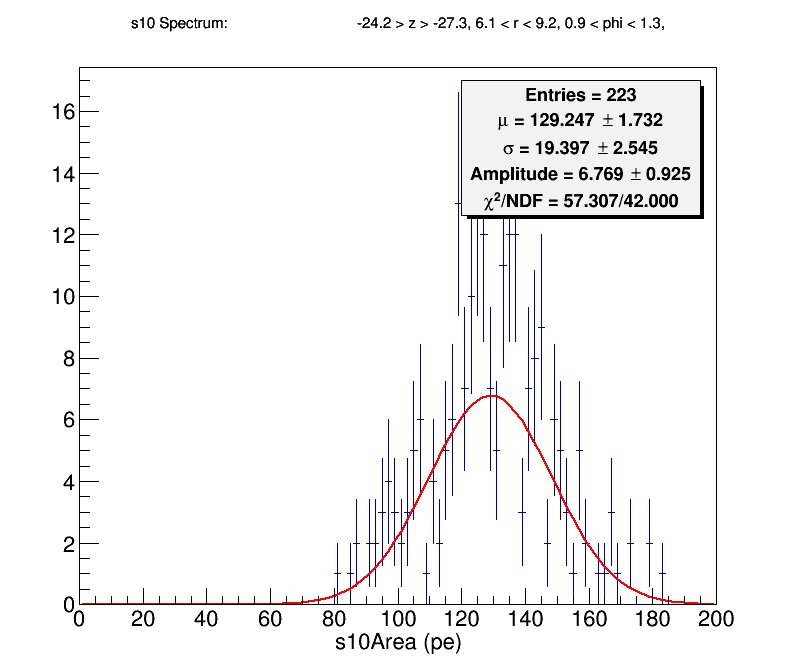 s10 Spectrum: -24.2 > z > -27.3, 6.1 < r < 9.2, 0.9 < phi < 1.3,
Entries = 223
μ = 129.247 ± 1.732
σ = 19.397 ± 2.545
Amplitude = 6.769 ± 0.925
χ²/NDF = 57.307/42.000
16
14
12
10
8
6
4
2
0
0 20 40 60 80 100 120 140 160 180 200
s10Area (pe)